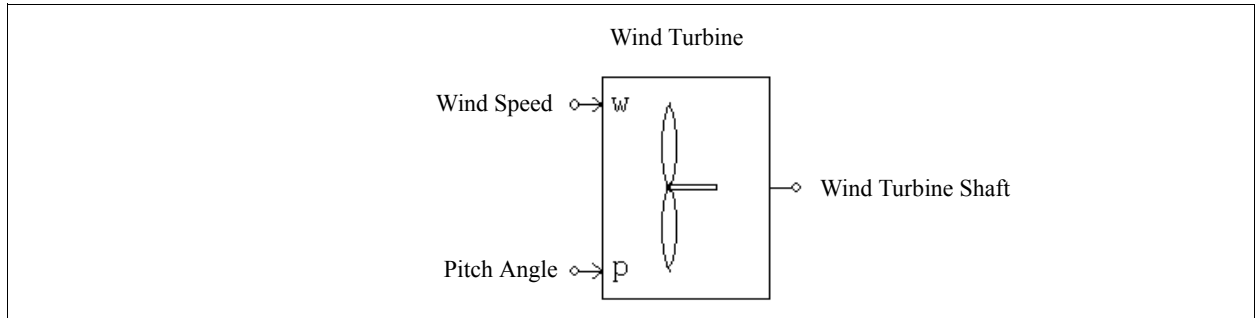 Wind Turbine
Wind Speed
w
Wind Turbine Shaft
Pitch Angle
p